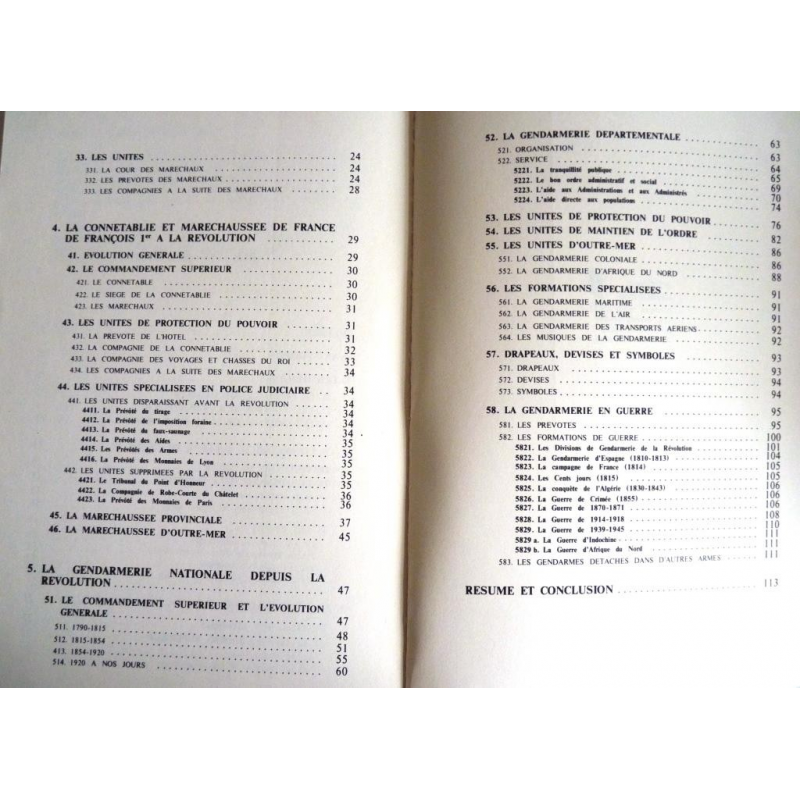 33. LES UNITES 24
331. LA COUR DES MARECHAUX 24
332. LES PREVOTES DES MARECHAUX 24
333. LES COMPAGNIES A LA SUITE DES MARECHAUX 28
4. LA CONNETABLIE ET MARECHAUSSEE DE FRANCE
DE FRANÇOIS 1er A LA REVOLUTION 29
41. EVOLUTION GENERALE 29
42. LE COMMANDEMENT SUPERIEUR 30
421. LE CONNETABLE 30
422. LE SIEGE DE LA CONNETABLIE 30
423. LES MARECHAUX 31
43. LES UNITES DE PROTECTION DU POUVOIR 31
431. LA PREVOTE DE L'HOTEL 31
432. LA COMPAGNIE DE LA CONNETABLIE 32
433. LA COMPAGNIE DES VOYAGES ET CHASSES DU ROI 33
434. LES COMPAGNIES A LA SUITE DES MARECHAUX 34
44. LES UNITES SPECIALISEES EN POLICE JUDICIAIRE 34
441. LES UNITES DISPARAISSANT AVANT LA REVOLUTION 34
4411. La Prévôté du tirage 34
4412. La Prévôté de l'imposition foraine 34
4413. La Prévôté du faux-saunage 34
4414. La Prévôté des Aides 35
4415. Les Prévôtés des Armes 35
4416. La Prévôté des Monnaies de Lyon 35
442. LES UNITES SUPPRIMEES PAR LA REVOLUTION 35
4421. Le Tribunal du Point d'Honneur 35
4422. La Compagnie de Robe-Courte du Châtelet 36
4423. La Prévôté des Monnaies de Paris 36
45. LA MARECHAUSSEE PROVINCIALE 37
46. LA MARECHAUSSEE D'OUTRE-MER 45
5. LA GENDARMERIE NATIONALE DEPUIS LA
REVOLUTION 47
51. LE COMMANDEMENT SUPERIEUR ET L'EVOLUTION
GENERALE 47
511. 1790-1815 48
512. 1815-1854 51
413. 1854-1920 55
514. 1920 A NOS JOURS 60
52. LA GENDARMERIE DEPARTEMENTALE 63
521. ORGANISATION 63
522. SERVICE 64
5221. La tranquillité publique 65
5222. Le bon ordre administratif et social 69
5223. L'aide aux Administrations et aux Administrés 70
5224. L'aide directe aux populations 74
53. LES UNITES DE PROTECTION DU POUVOIR 76
54. LES UNITES DE MAINTIEN DE L'ORDRE 82
55. LES UNITES D'OUTRE-MER 86
551. LA GENDARMERIE COLONIALE 86
552. LA GENDARMERIE D'AFRIQUE DU NORD 88
56. LES FORMATIONS SPECIALISEES 91
561. LA GENDARMERIE MARITIME 91
562. LA GENDARMERIE DE L'AIR 91
563. LA GENDARMERIE DES TRANSPORTS AERIENS 92
564. LES MUSIQUES DE LA GENDARMERIE 92
57. DRAPEAUX, DEVISES ET SYMBOLES 93
571. DRAPEAUX 93
572. DEVISES 94
573. SYMBOLES 94
58. LA GENDARMERIE EN GUERRE 95
581. LES PREVOTES 95
582. LES FORMATIONS DE GUERRE 100
5821. Les Divisions de Gendarmerie de la Révolution 101
5822. La Gendarmerie d'Espagne (1810-1813) 104
5823. La campagne de France (1814) 105
5824. Les Cents jours (1815) 105
5825. La conquête de l'Algérie (1830-1843) 106
5826. La Guerre de Crimée (1855) 106
5827. La Guerre de 1870-1871 106
5828. La Guerre de 1914-1918 108
5829. La Guerre de 1939-1945 110
5829 a. La Guerre d'Indochine 111
5829 b. La Guerre d'Afrique du Nord 111
583. LES GENDARMES DETACHES DANS D'AUTRES ARMES 111
RESUME ET CONCLUSION 113